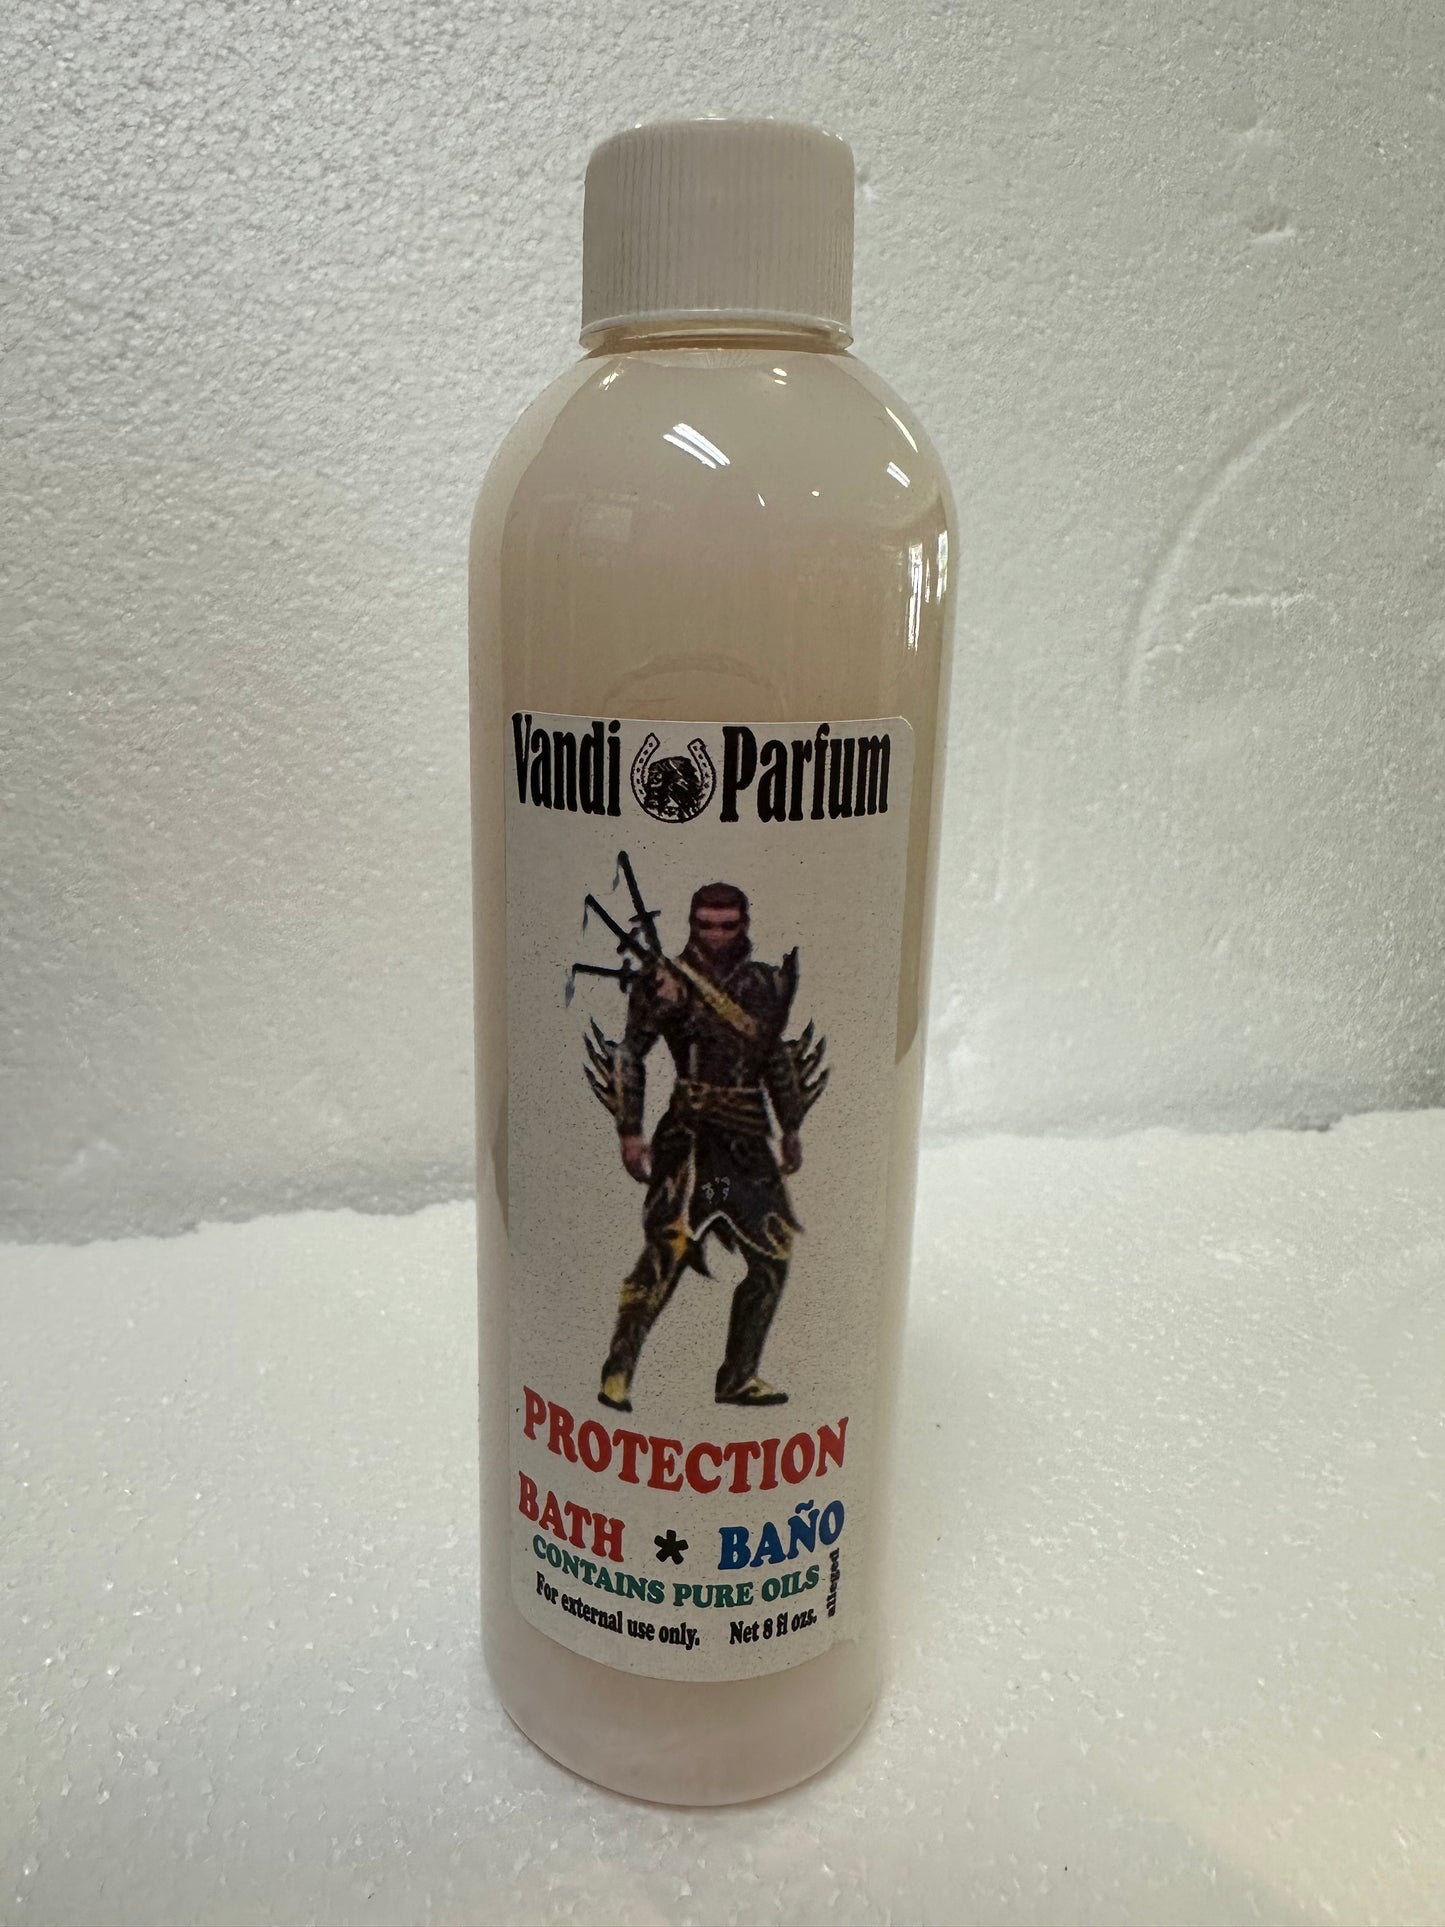 Vandi Parfum
PROTECTION
BATH * BAÑO
CONTAINS PURE OILS
For external use only. Net 8 fl ozs.
alleged